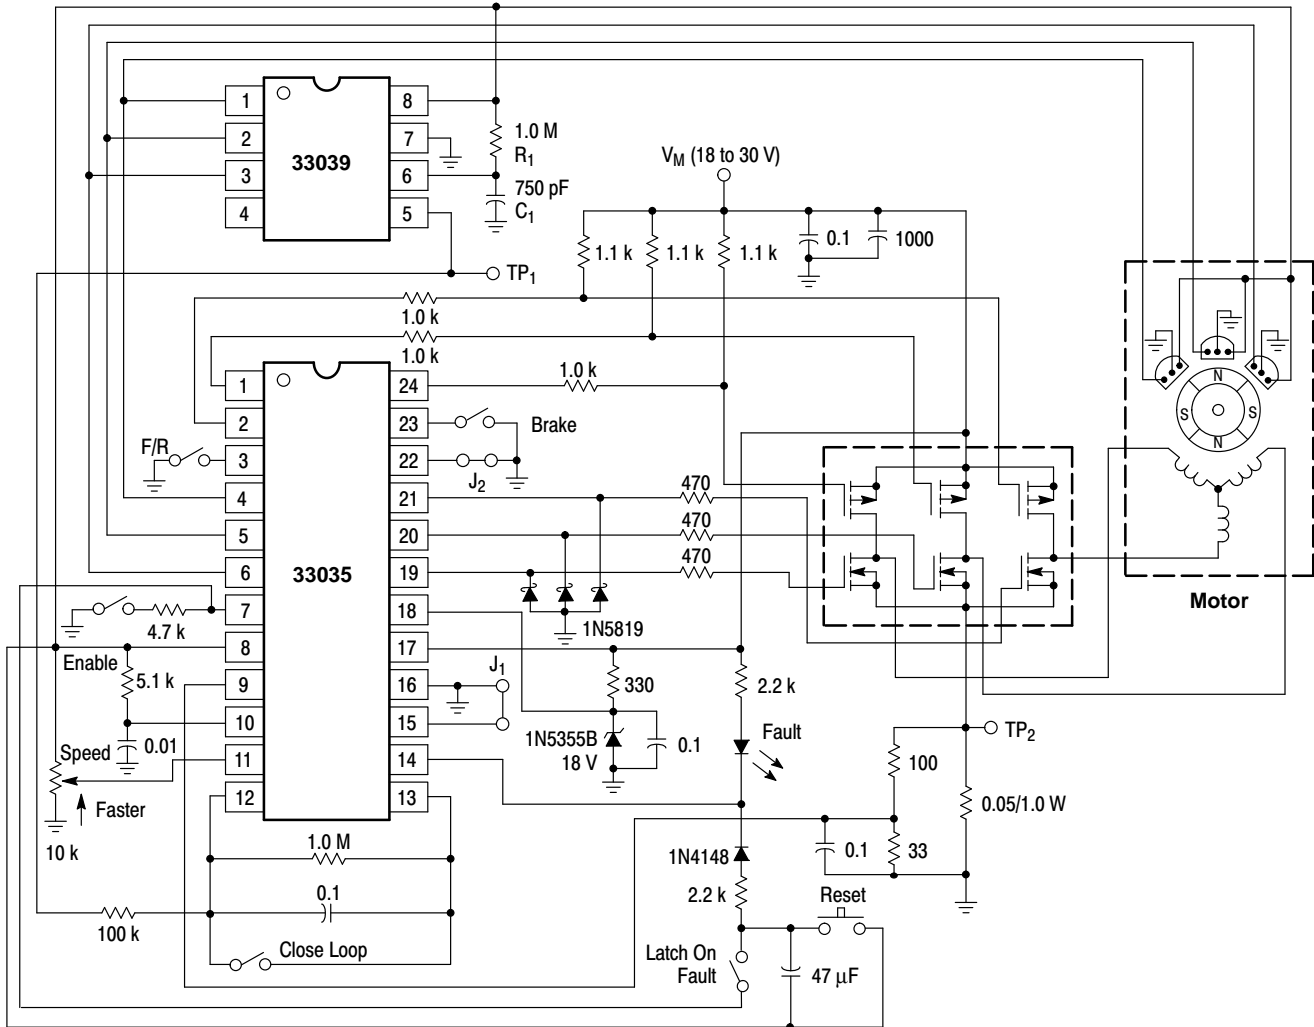 1
2
3
4
33039
8
7
6
5
1.0 M
R1
750 pF
C1
TP1
VM (18 to 30 V)
1.1 k
1.1 k
1.1 k
0.1
1000
1.0 k
1.0 k
1.0 k
1
2
3
4
5
6
7
8
9
10
11
12
33035
24
23
22
21
20
19
18
17
16
15
14
13
F/R
Brake
J2
470
470
470
1N5819
4.7 k
Enable
5.1 k
0.01
Speed
Faster
10 k
J1
330
1N5355B
18 V
0.1
2.2 k
Fault
N
S
S
N
Motor
TP2
100
0.05/1.0 W
0.1
33
1N4148
2.2 k
Reset
Latch On
Fault
47 μF
1.0 M
0.1
100 k
Close Loop